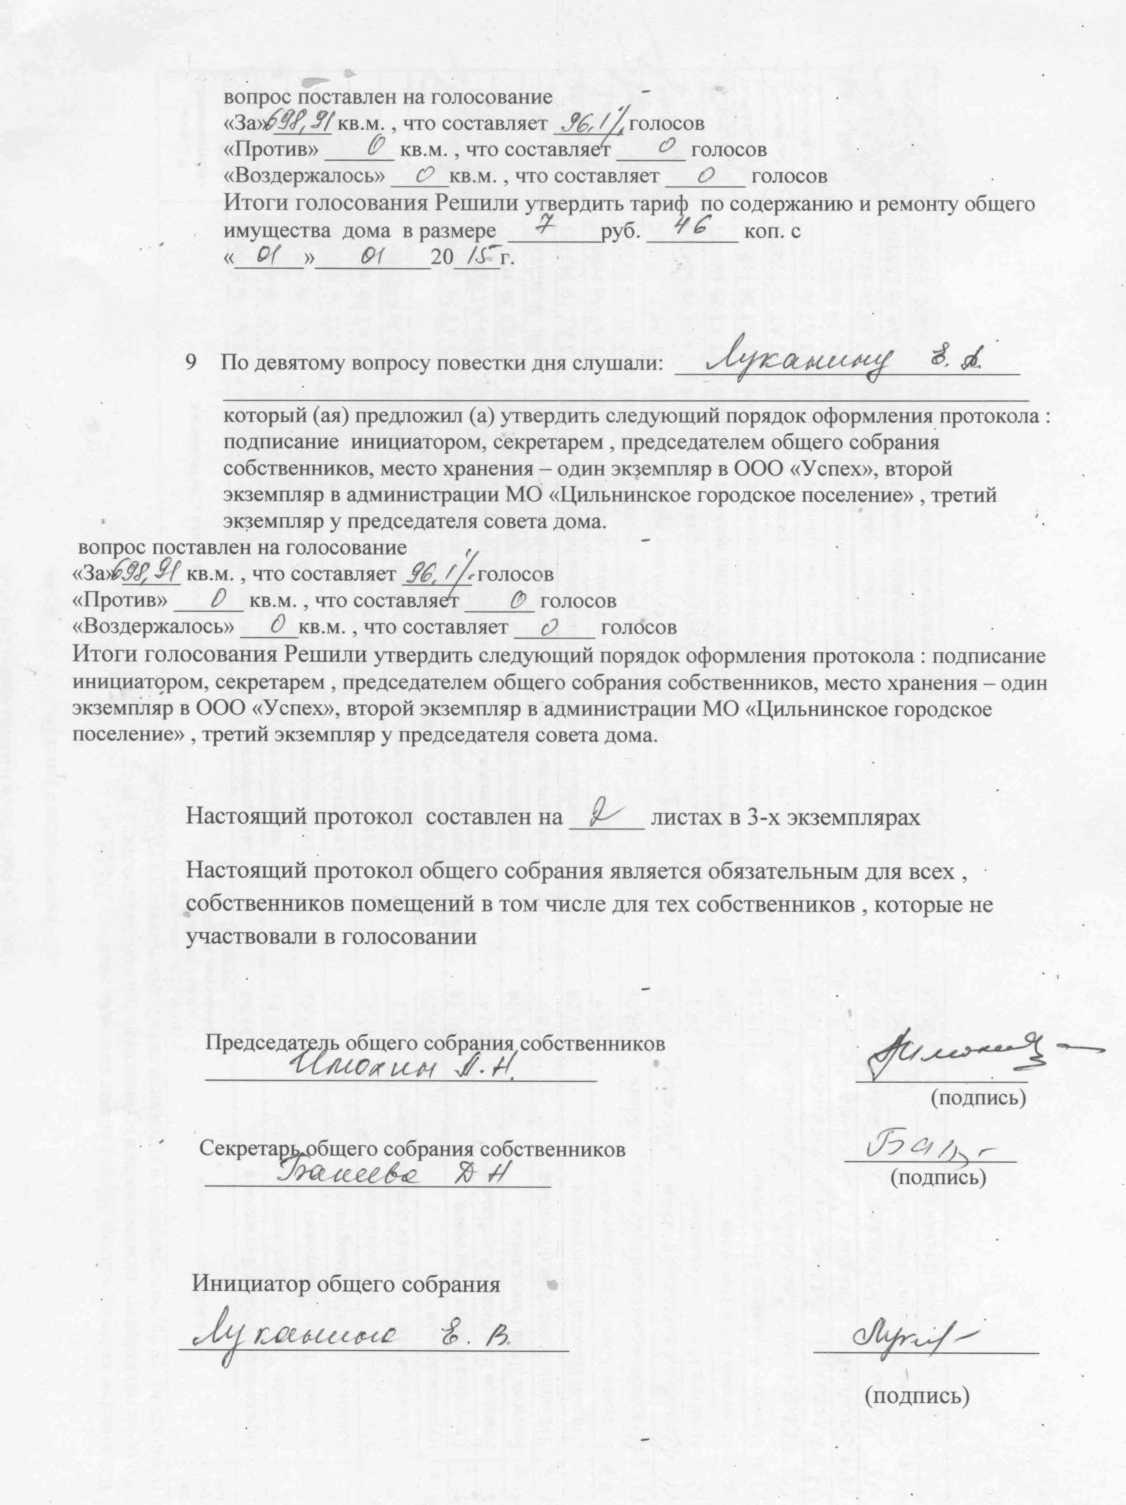 вопрос поставлен на голосование
«За» 698,91 кв.м. , что составляет 96,1% голосов
«Против» 0 кв.м. , что составляет 0 голосов
«Воздержалось» 0 кв.м. , что составляет 0 голосов
Итоги голосования Решили утвердить тариф по содержанию и ремонту общего
имущества дома в размере 7 руб. 46 коп. с
« 01 » 01 20 15 г.
9 По девятому вопросу повестки дня слушали: Луканину Е.
который (ая) предложил (а) утвердить следующий порядок оформления протокола :
подписание инициатором, секретарем , председателем общего собрания
собственников, место хранения – один экземпляр в ООО «Успех», второй
экземпляр в администрации МО «Цильнинское городское поселение» , третий
экземпляр у председателя совета дома.
вопрос поставлен на голосование
«За» 698,91 кв.м. , что составляет 96,1% голосов
«Против» 0 кв.м. , что составляет 0 голосов
«Воздержалось» 0 кв.м. , что составляет 0 голосов
Итоги голосования Решили утвердить следующий порядок оформления протокола : подписание
инициатором, секретарем , председателем общего собрания собственников, место хранения – один
экземпляр в ООО «Успех», второй экземпляр в администрации МО «Цильнинское городское
поселение» , третий экземпляр у председателя совета дома.
Настоящий протокол составлен на 2 листах в 3-х экземплярах
Настоящий протокол общего собрания является обязательным для всех ,
собственников помещений в том числе для тех собственников , которые не
участвовали в голосовании
Председатель общего собрания собственников
(подпись)
Секретарь общего собрания собственников
Д Н
(подпись)
Инициатор общего собрания
Луканина Е. В.
(подпись)